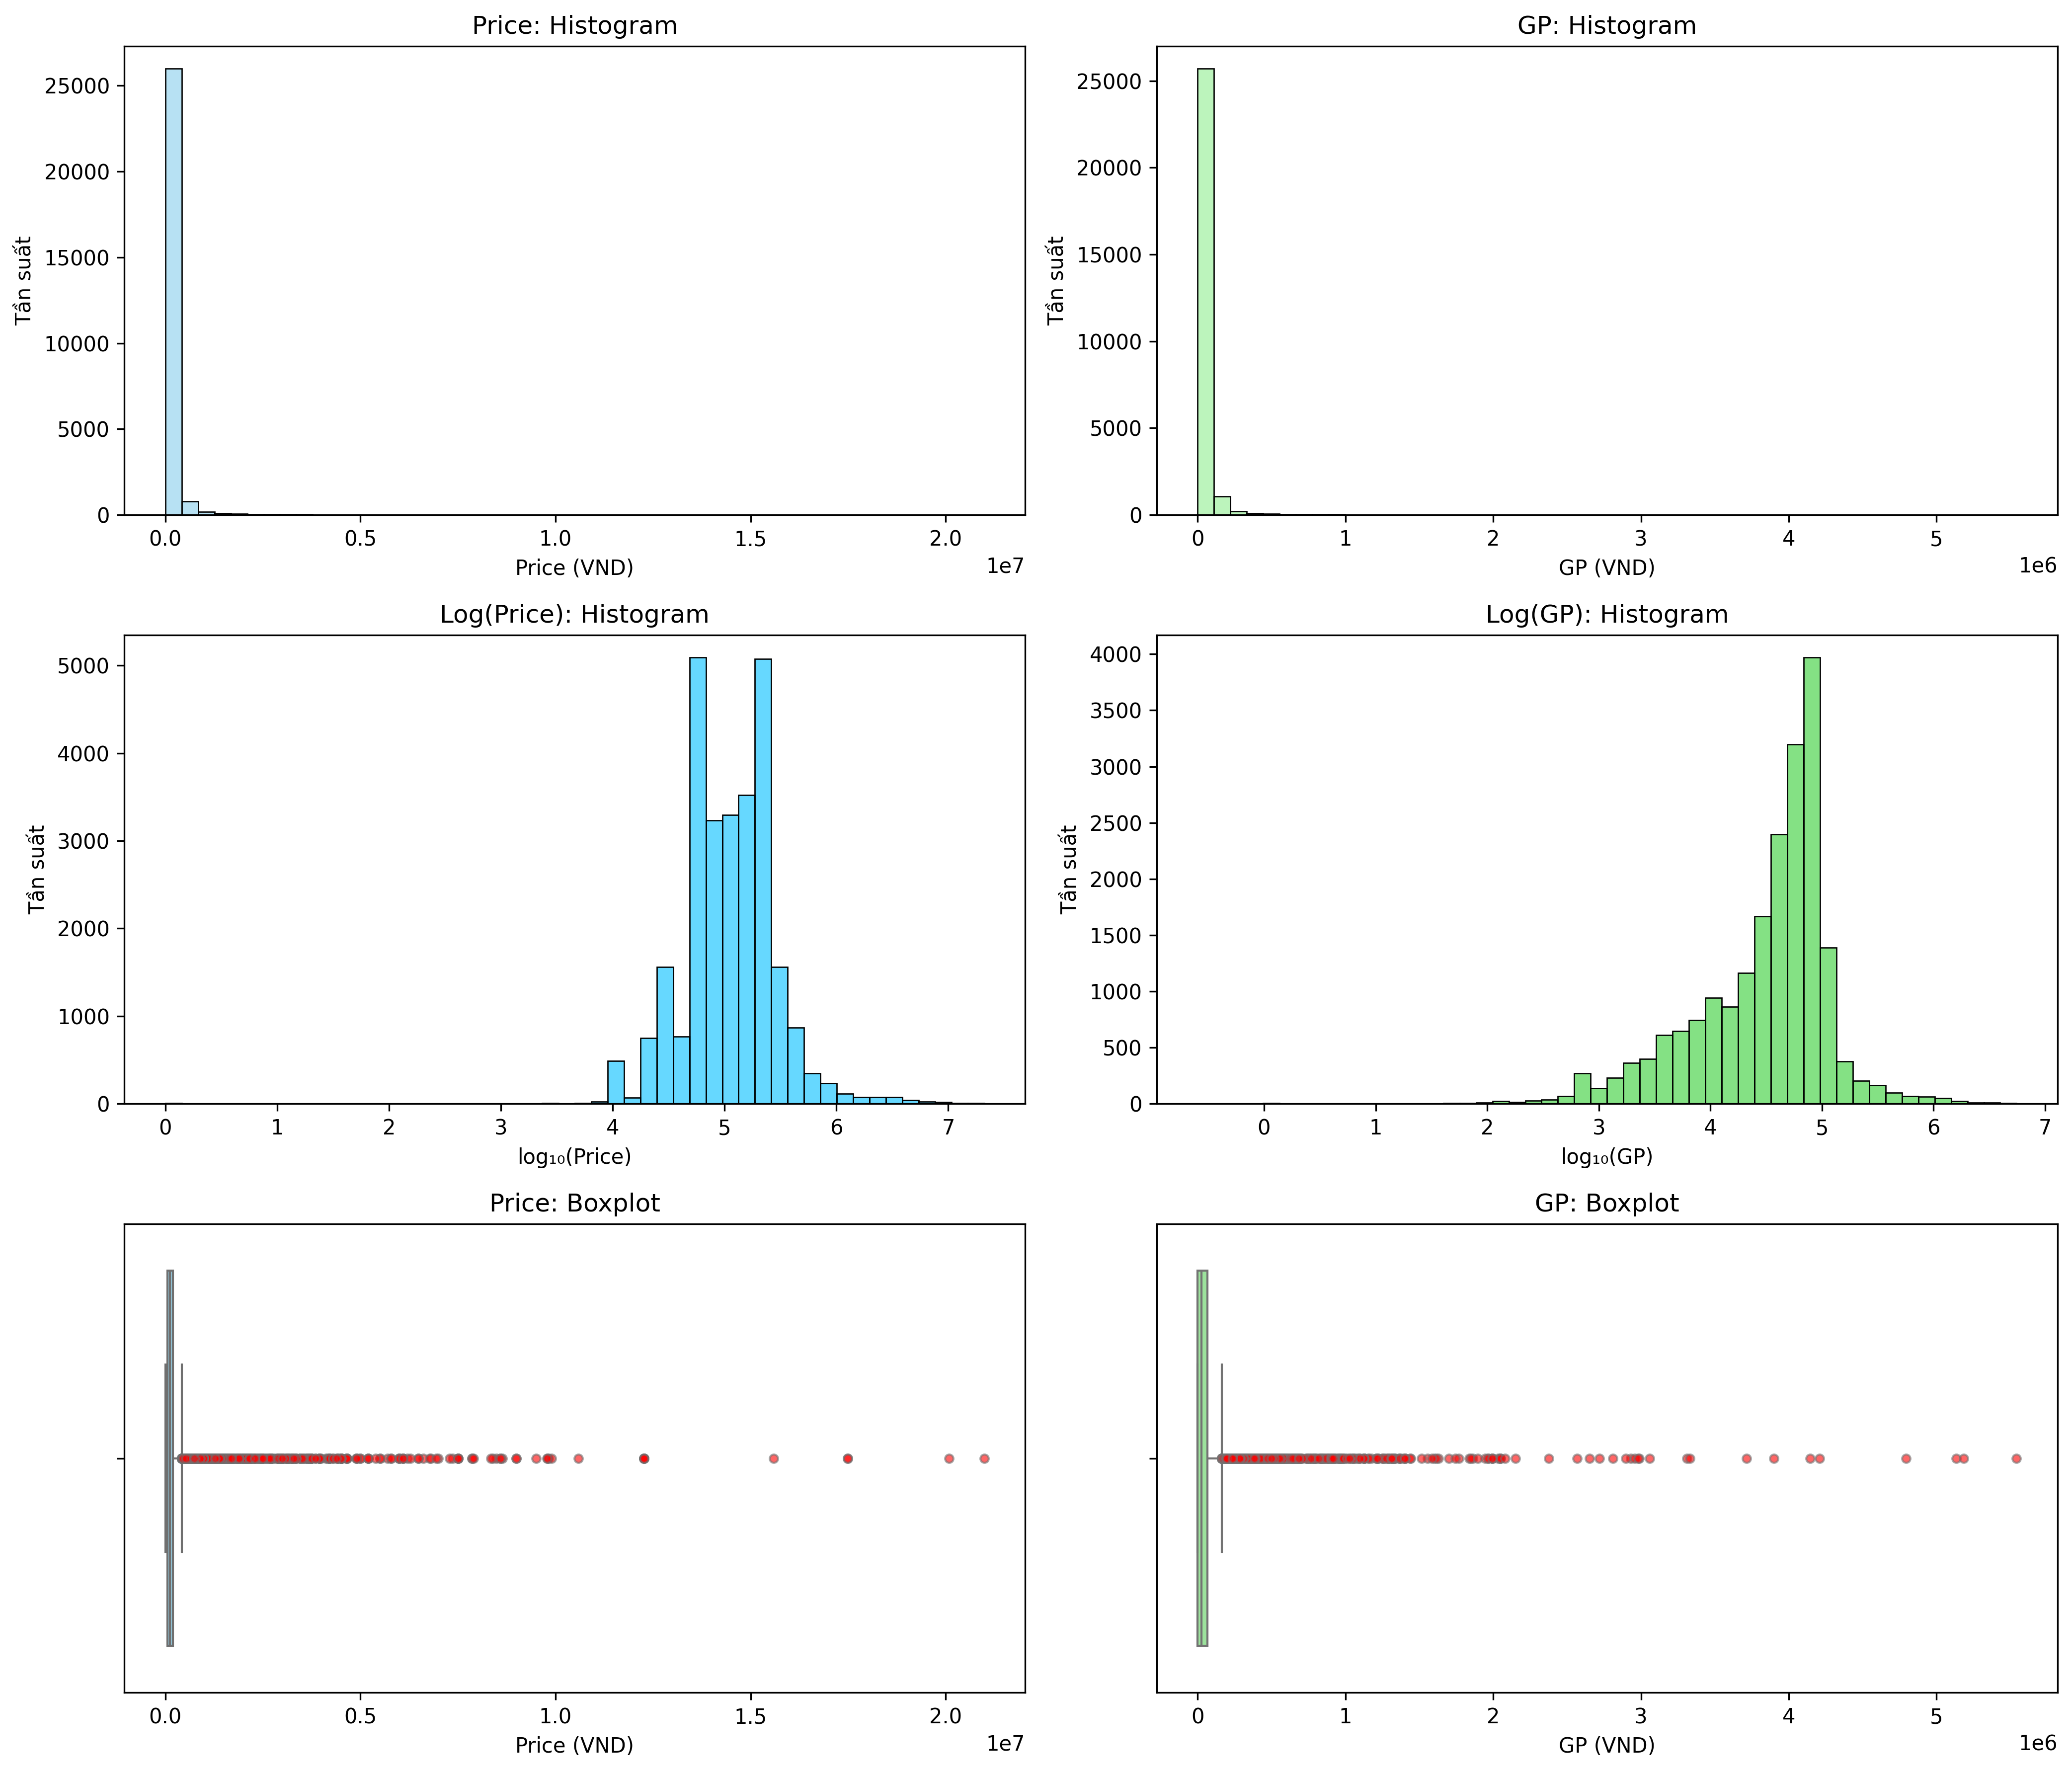 Price: Histogram
25000
20000
15000
10000
5000
0
Tần suất
0.0 0.5 1.0 1.5 2.0
1e7
Price (VND)
GP: Histogram
25000
20000
15000
10000
5000
0
Tần suất
0 1 2 3 4 5
1e6
GP (VND)
Log(Price): Histogram
5000
4000
3000
2000
1000
0
Tần suất
0 1 2 3 4 5 6 7
log₁₀(Price)
Log(GP): Histogram
4000
3500
3000
2500
2000
1500
1000
500
0
Tần suất
0 1 2 3 4 5 6 7
log₁₀(GP)
Price: Boxplot
0.0 0.5 1.0 1.5 2.0
1e7
Price (VND)
GP: Boxplot
0 1 2 3 4 5
1e6
GP (VND)